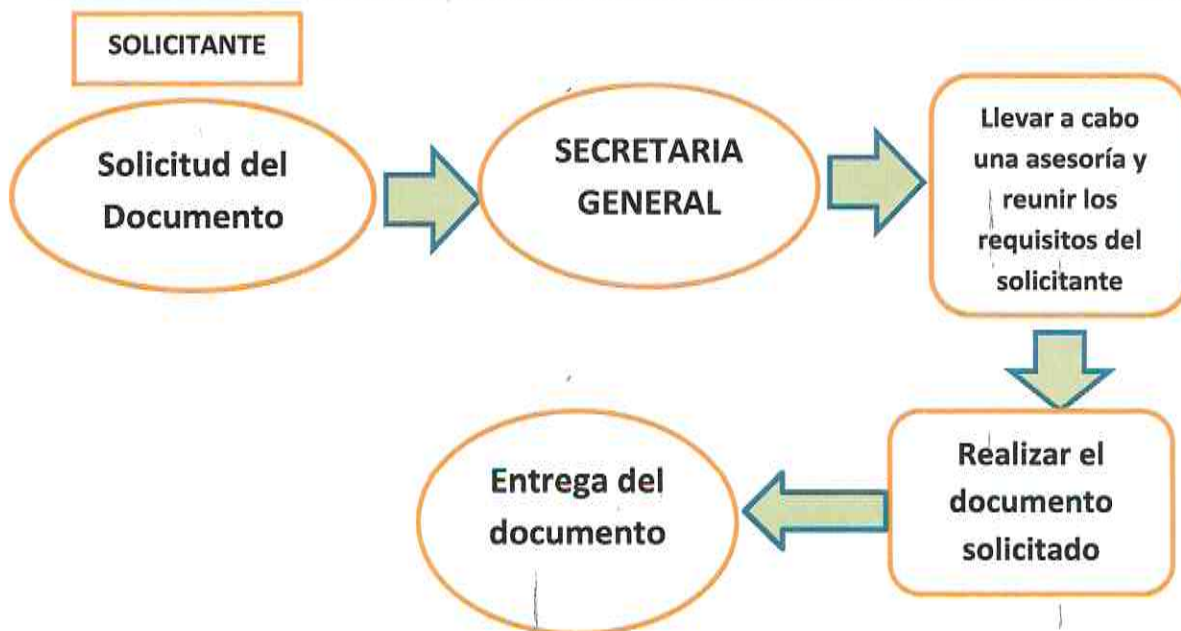 SOLICITANTE
Solicitud del
Documento
SECRETARIA
GENERAL
Llevar a cabo
una asesoría y
reunir los
requisitos del
solicitante
Realizar el
documento
solicitado
Entrega del
documento